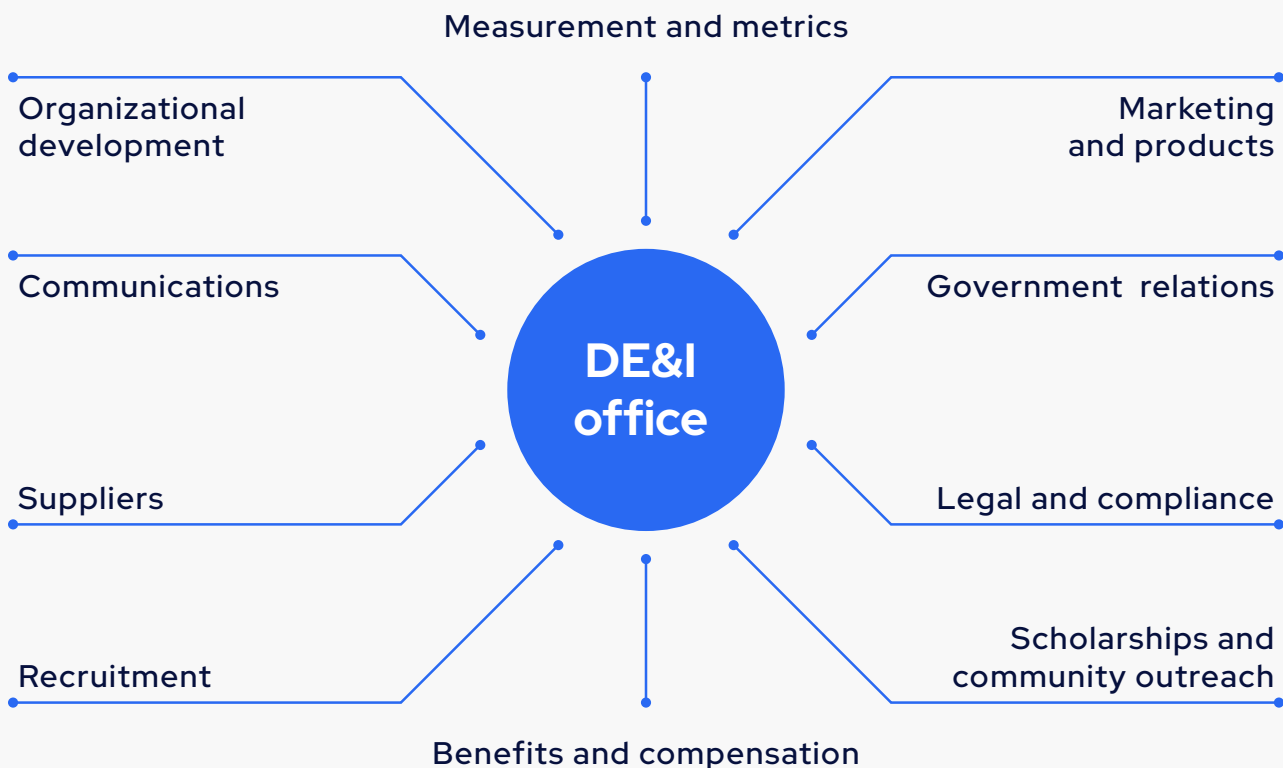 Measurement and metrics
Organizational
development
Marketing
and products
Communications
Government relations
DE&I
office
Suppliers
Legal and compliance
Recruitment
Scholarships and
community outreach
Benefits and compensation